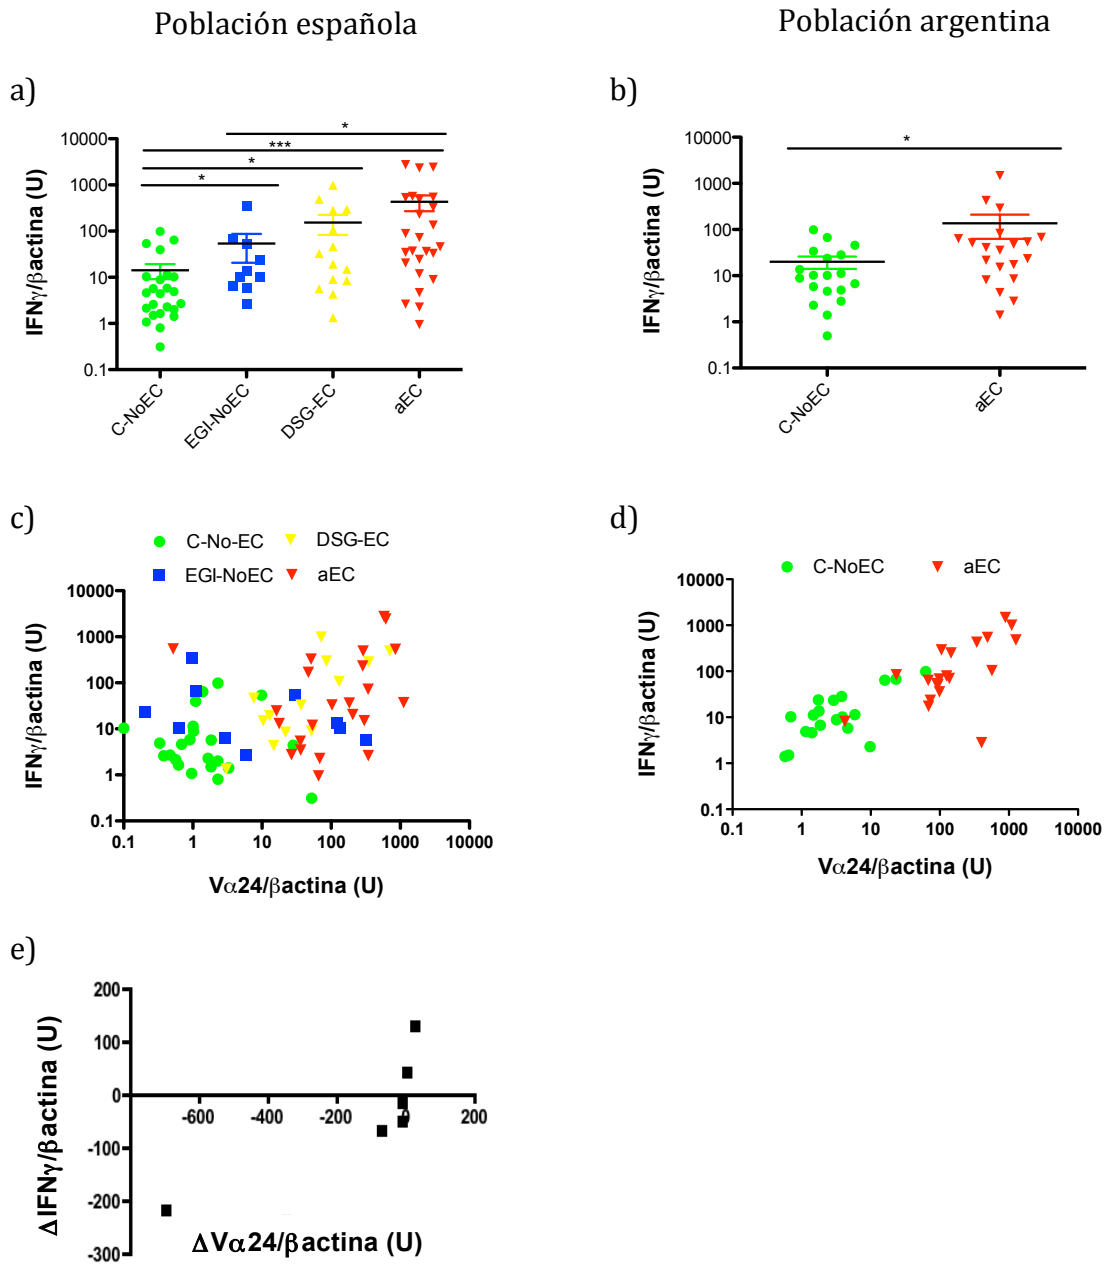 Población española
Población argentina
a)
IFNγ/βactina (U)
10000
1000
100
10
1
0.1
*
***
*
*
C-NoEC
EGI-NoEC
DSG-EC
aEC
b)
IFNγ/βactina (U)
10000
1000
100
10
1
0.1
*
C-NoEC
aEC
c)
C-No-EC
DSG-EC
EGI-NoEC
aEC
IFNγ/βactina (U)
10000
1000
100
10
1
0.1
0.1 1 10 100 1000 10000
Vα24/βactina (U)
d)
C-NoEC
aEC
IFNγ/βactina (U)
10000
1000
100
10
1
0.1
0.1 1 10 100 1000 10000
Vα24/βactina (U)
e)
ΔIFNγ/βactina (U)
200
100
0
-100
-200
-300
-600 -400 -200 0 200
ΔVα24/βactina (U)